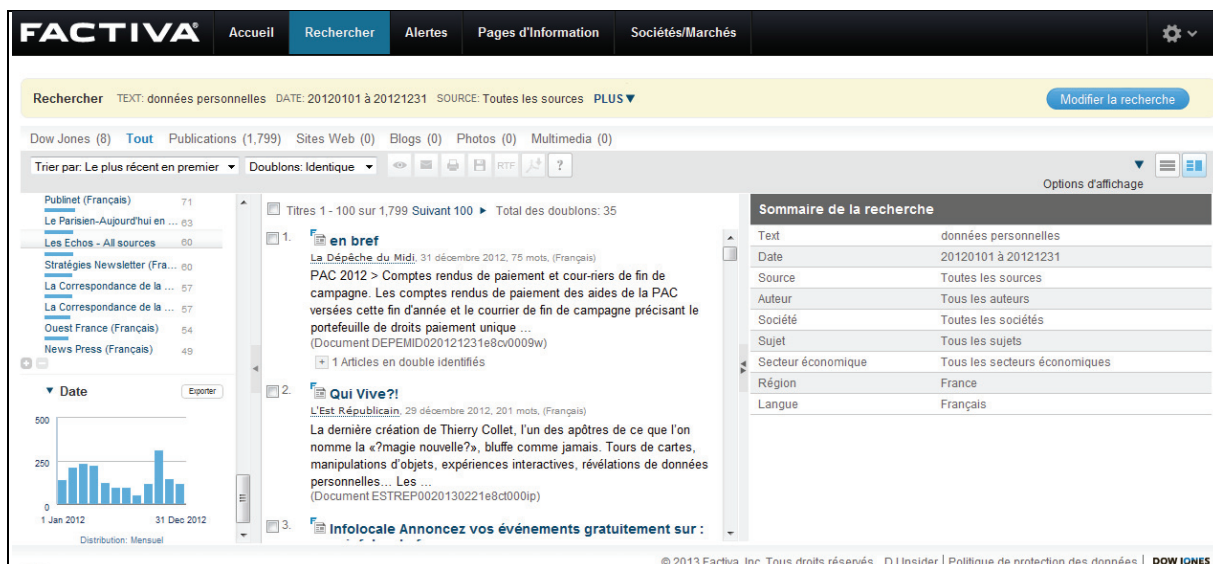 FACTIVA® Accueil Rechercher Alertes Pages d'Information Sociétés/Marchés
Rechercher TEXT: données personnelles DATE: 20120101 à 20121231 SOURCE: Toutes les sources PLUS▼ Modifier la recherche
Dow Jones (8) Tout Publications (1,799) Sites Web (0) Blogs (0) Photos (0) Multimedia (0)
Trier par: Le plus récent en premier Doublons: Identique RTF ?
Options d'affichage
Publinet (Français) 71
Le Parisien-Aujourd'hui en ... 63
Les Echos - All sources 60
Stratégies Newsletter (Fra... 60
La Correspondance de la ... 57
La Correspondance de la ... 57
Ouest France (Français) 54
News Press (Français) 49
▼ Date Exporter
500
250
0
1 Jan 2012 31 Dec 2012
Distribution: Mensuel
Titres 1 - 100 sur 1,799 Suivant 100 ► Total des doublons: 35
1. en bref
La Dépêche du Midi, 31 décembre 2012, 75 mots, (Français)
PAC 2012 > Comptes rendus de paiement et cour-riers de fin de
campagne. Les comptes rendus de paiement des aides de la PAC
versées cette fin d'année et le courrier de fin de campagne précisant le
portefeuille de droits paiement unique ...
(Document DEPEMID020121231e8cv0009w)
+ 1 Articles en double identifiés
2. Qui Vive?!
L'Est Républicain, 29 décembre 2012, 201 mots, (Français)
La dernière création de Thierry Collet, l'un des apôtres de ce que l'on
nomme la «?magie nouvelle?», bluffe comme jamais. Tours de cartes,
manipulations d'objets, expériences interactives, révélations de données
personnelles... Les ...
(Document ESTREP0020130221e8ct000ip)
3. Infolocale Annoncez vos événements gratuitement sur :
Sommaire de la recherche
Text données personnelles
Date 20120101 à 20121231
Source Toutes les sources
Auteur Tous les auteurs
Société Toutes les sociétés
Sujet Tous les sujets
Secteur économique Tous les secteurs économiques
Région France
Langue Français
© 2013 Factiva, Inc. Tous droits réservés. DJ Insider | Politique de protection des données | DOW JONES